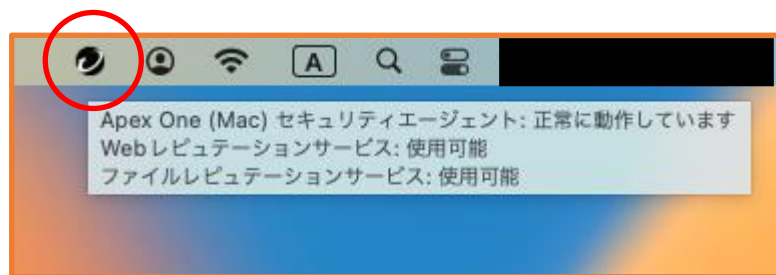 A
Apex One (Mac) セキュリティエージェント: 正常に動作しています
Webレピュテーションサービス: 使用可能
ファイルレピュテーションサービス: 使用可能